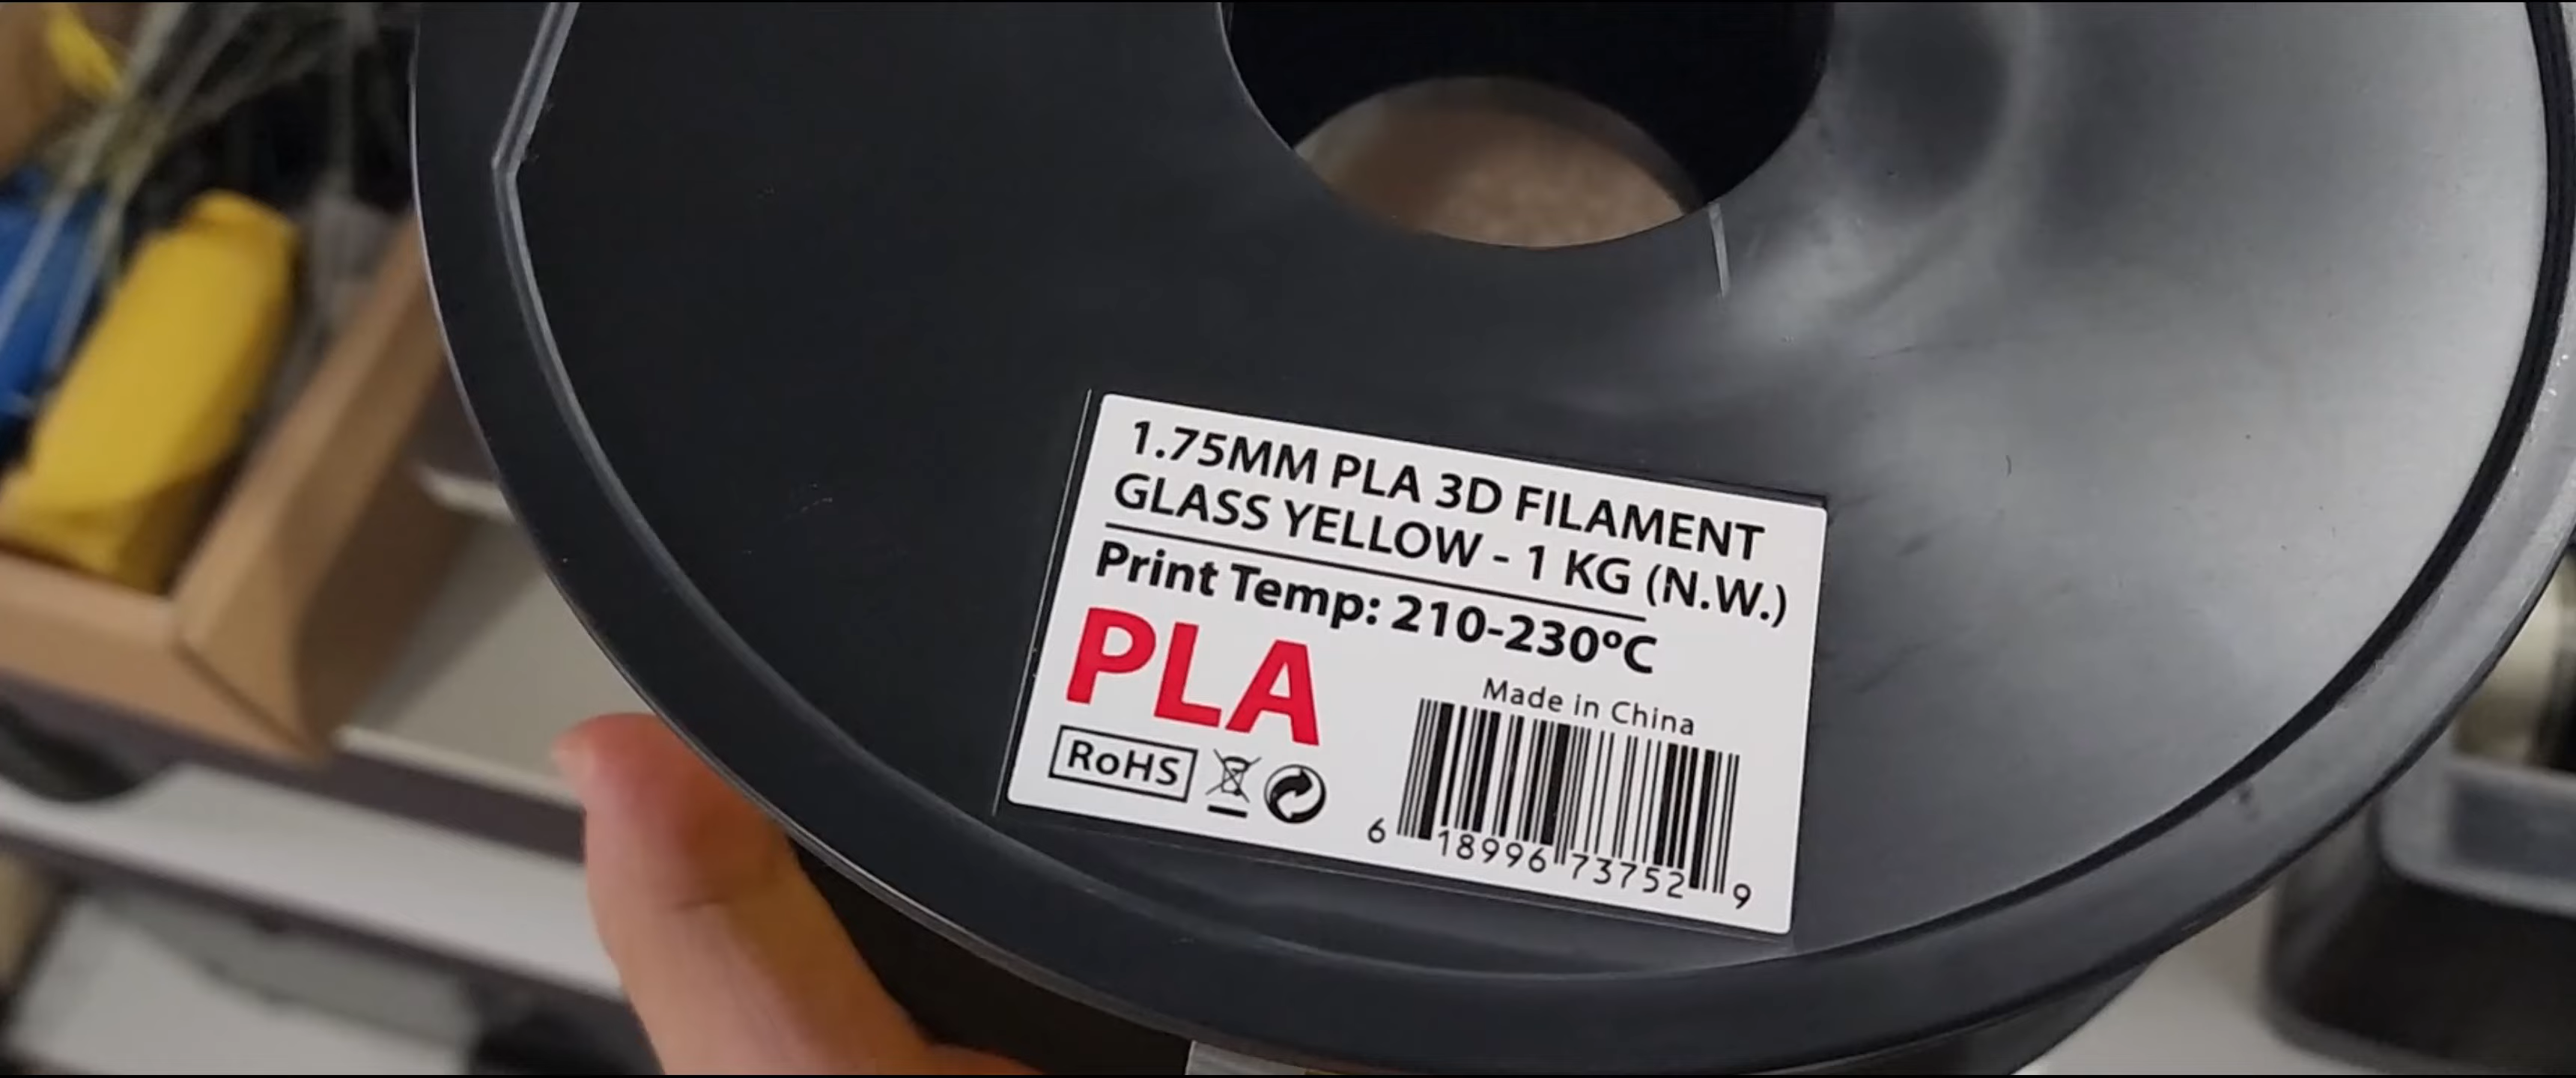 1.75MM PLA 3D FILAMENT
GLASS YELLOW - 1 KG (N.W.)
Print Temp: 210-230ºC
PLA
Made in China
RoHS
6 18996 73752 9